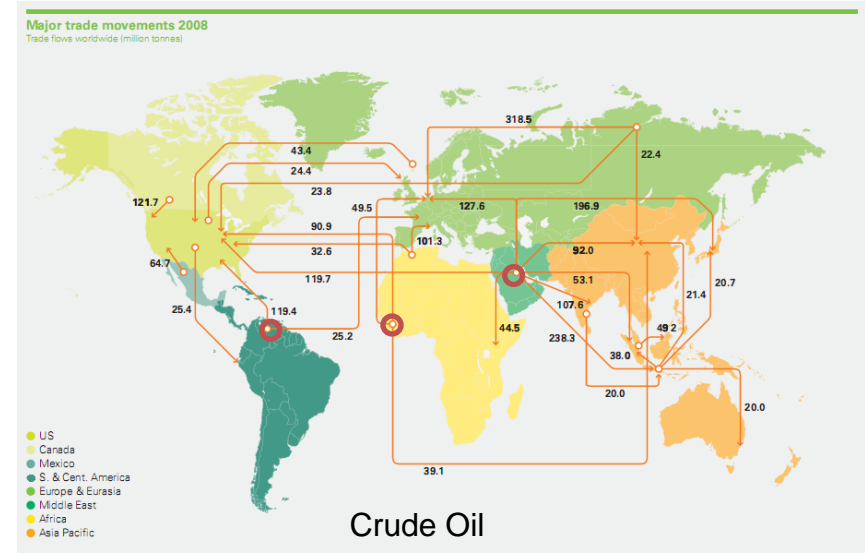 Major trade movements 2008
Trade flows worldwide (million tonnes)
318.5
43.4
22.4
24.4
23.8
121.7
49.5
127.6
196.9
90.9
101.3
32.6
92.0
64.7
119.7
53.1
20.7
107.6
21.4
25.4
119.4
44.5
49.2
25.2
238.3
38.0
20.0
20.0
39.1
US
Canada
Mexico
S. & Cent. America
Europe & Eurasia
Middle East
Africa
Asia Pacific
Crude Oil